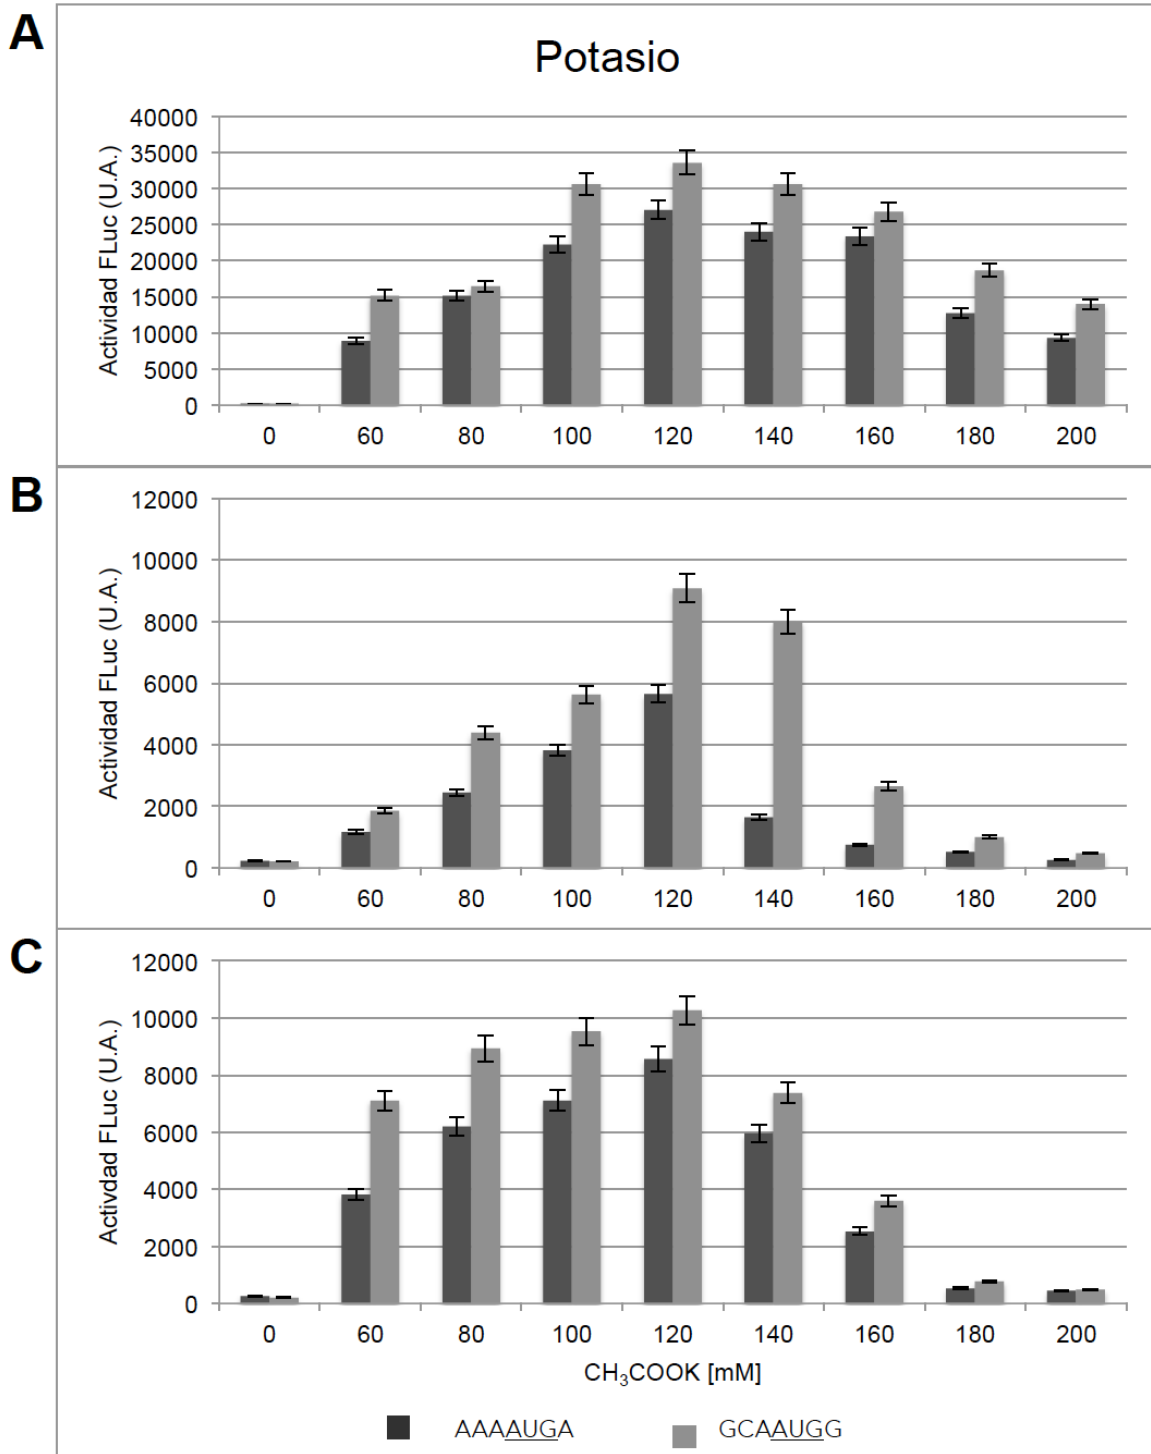 A
Potasio
Actividad FLuc (U.A.)
40000
35000
30000
25000
20000
15000
10000
5000
0
0 60 80 100 120 140 160 180 200
B
Actividad FLuc (U.A.)
12000
10000
8000
6000
4000
2000
0
0 60 80 100 120 140 160 180 200
C
Activdad FLuc (U.A.)
12000
10000
8000
6000
4000
2000
0
0 60 80 100 120 140 160 180 200
CH₃COOK [mM]
AAAAUGA GCAAUGG